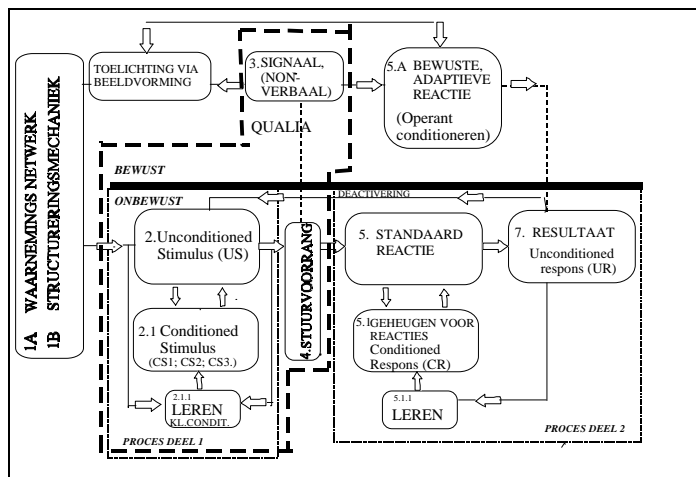 1A WAARNEMINGS NETWERK
1B STRUCTURERINGSMECHANIEK
TOELICHTING VIA
BEELDVORMING
3. SIGNAAL,
(NON-
VERBAAL)
QUALIA
5.A BEWUSTE,
ADAPTIEVE
REACTIE
(Operant
conditioneren)
BEWUST
ONBEWUST
DEACTIVERING
2. Unconditioned
Stimulus (US)
4. STUURVOORRANG
5. STANDAARD
REACTIE
7. RESULTAAT
Unconditioned
respons (UR)
2.1 Conditioned
Stimulus
(CS1; CS2; CS3.)
5.1 GEHEUGEN VOOR
REACTIES
Conditioned
Respons (CR)
2.1.1
LEREN
KL.CONDIT.
5.1.1
LEREN
PROCES DEEL 1
PROCES DEEL 2